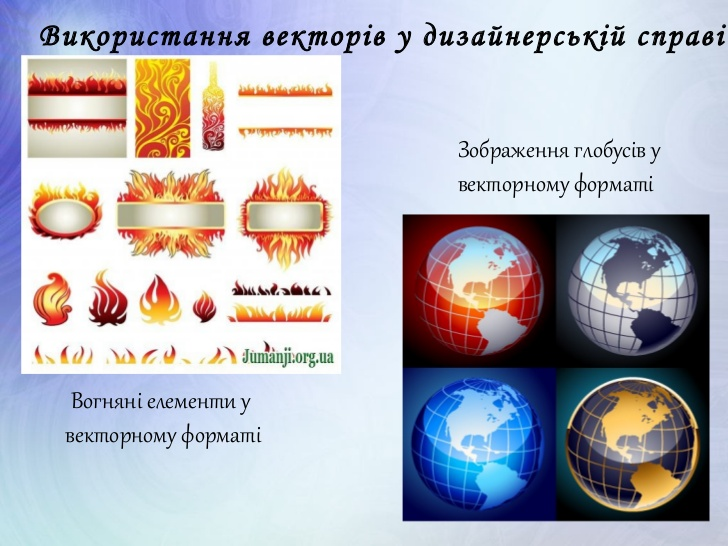 Використання векторів у дизайнерській справі
Зображення глобусів у
векторному форматі
Jumanji.org.ua
Вогняні елементи у
векторному форматі